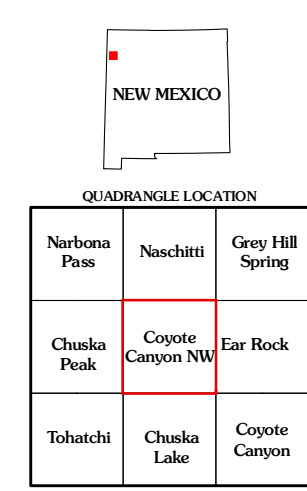 NEW MEXICO
QUADRANGLE LOCATION
Narbona
Pass
Naschitti
Grey Hill
Spring
Chuska
Peak
Coyote
Canyon NW
Ear Rock
Tohatchi
Chuska
Lake
Coyote
Canyon